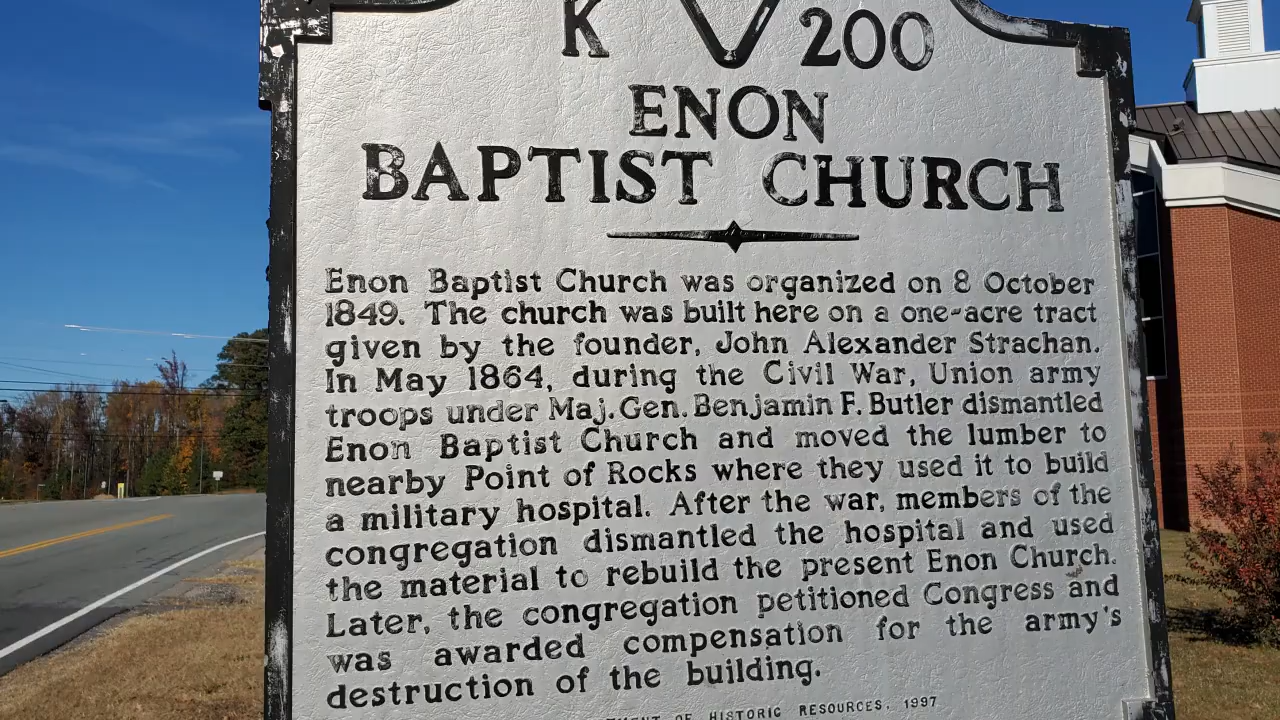 K 200
ENON
BAPTIST CHURCH
Enon Baptist Church was organized on 8 October
1849. The church was built here on a one-acre tract
given by the founder, John Alexander Strachan.
In May 1864, during the Civil War, Union army
troops under Maj. Gen. Benjamin F. Butler dismantled
Enon Baptist Church and moved the lumber to
nearby Point of Rocks where they used it to build
a military hospital. After the war, members of the
congregation dismantled the hospital and used
the material to rebuild the present Enon Church.
Later, the congregation petitioned Congress and
was awarded compensation for the army's
destruction of the building.
OF HISTORIC RESOURCES, 1997